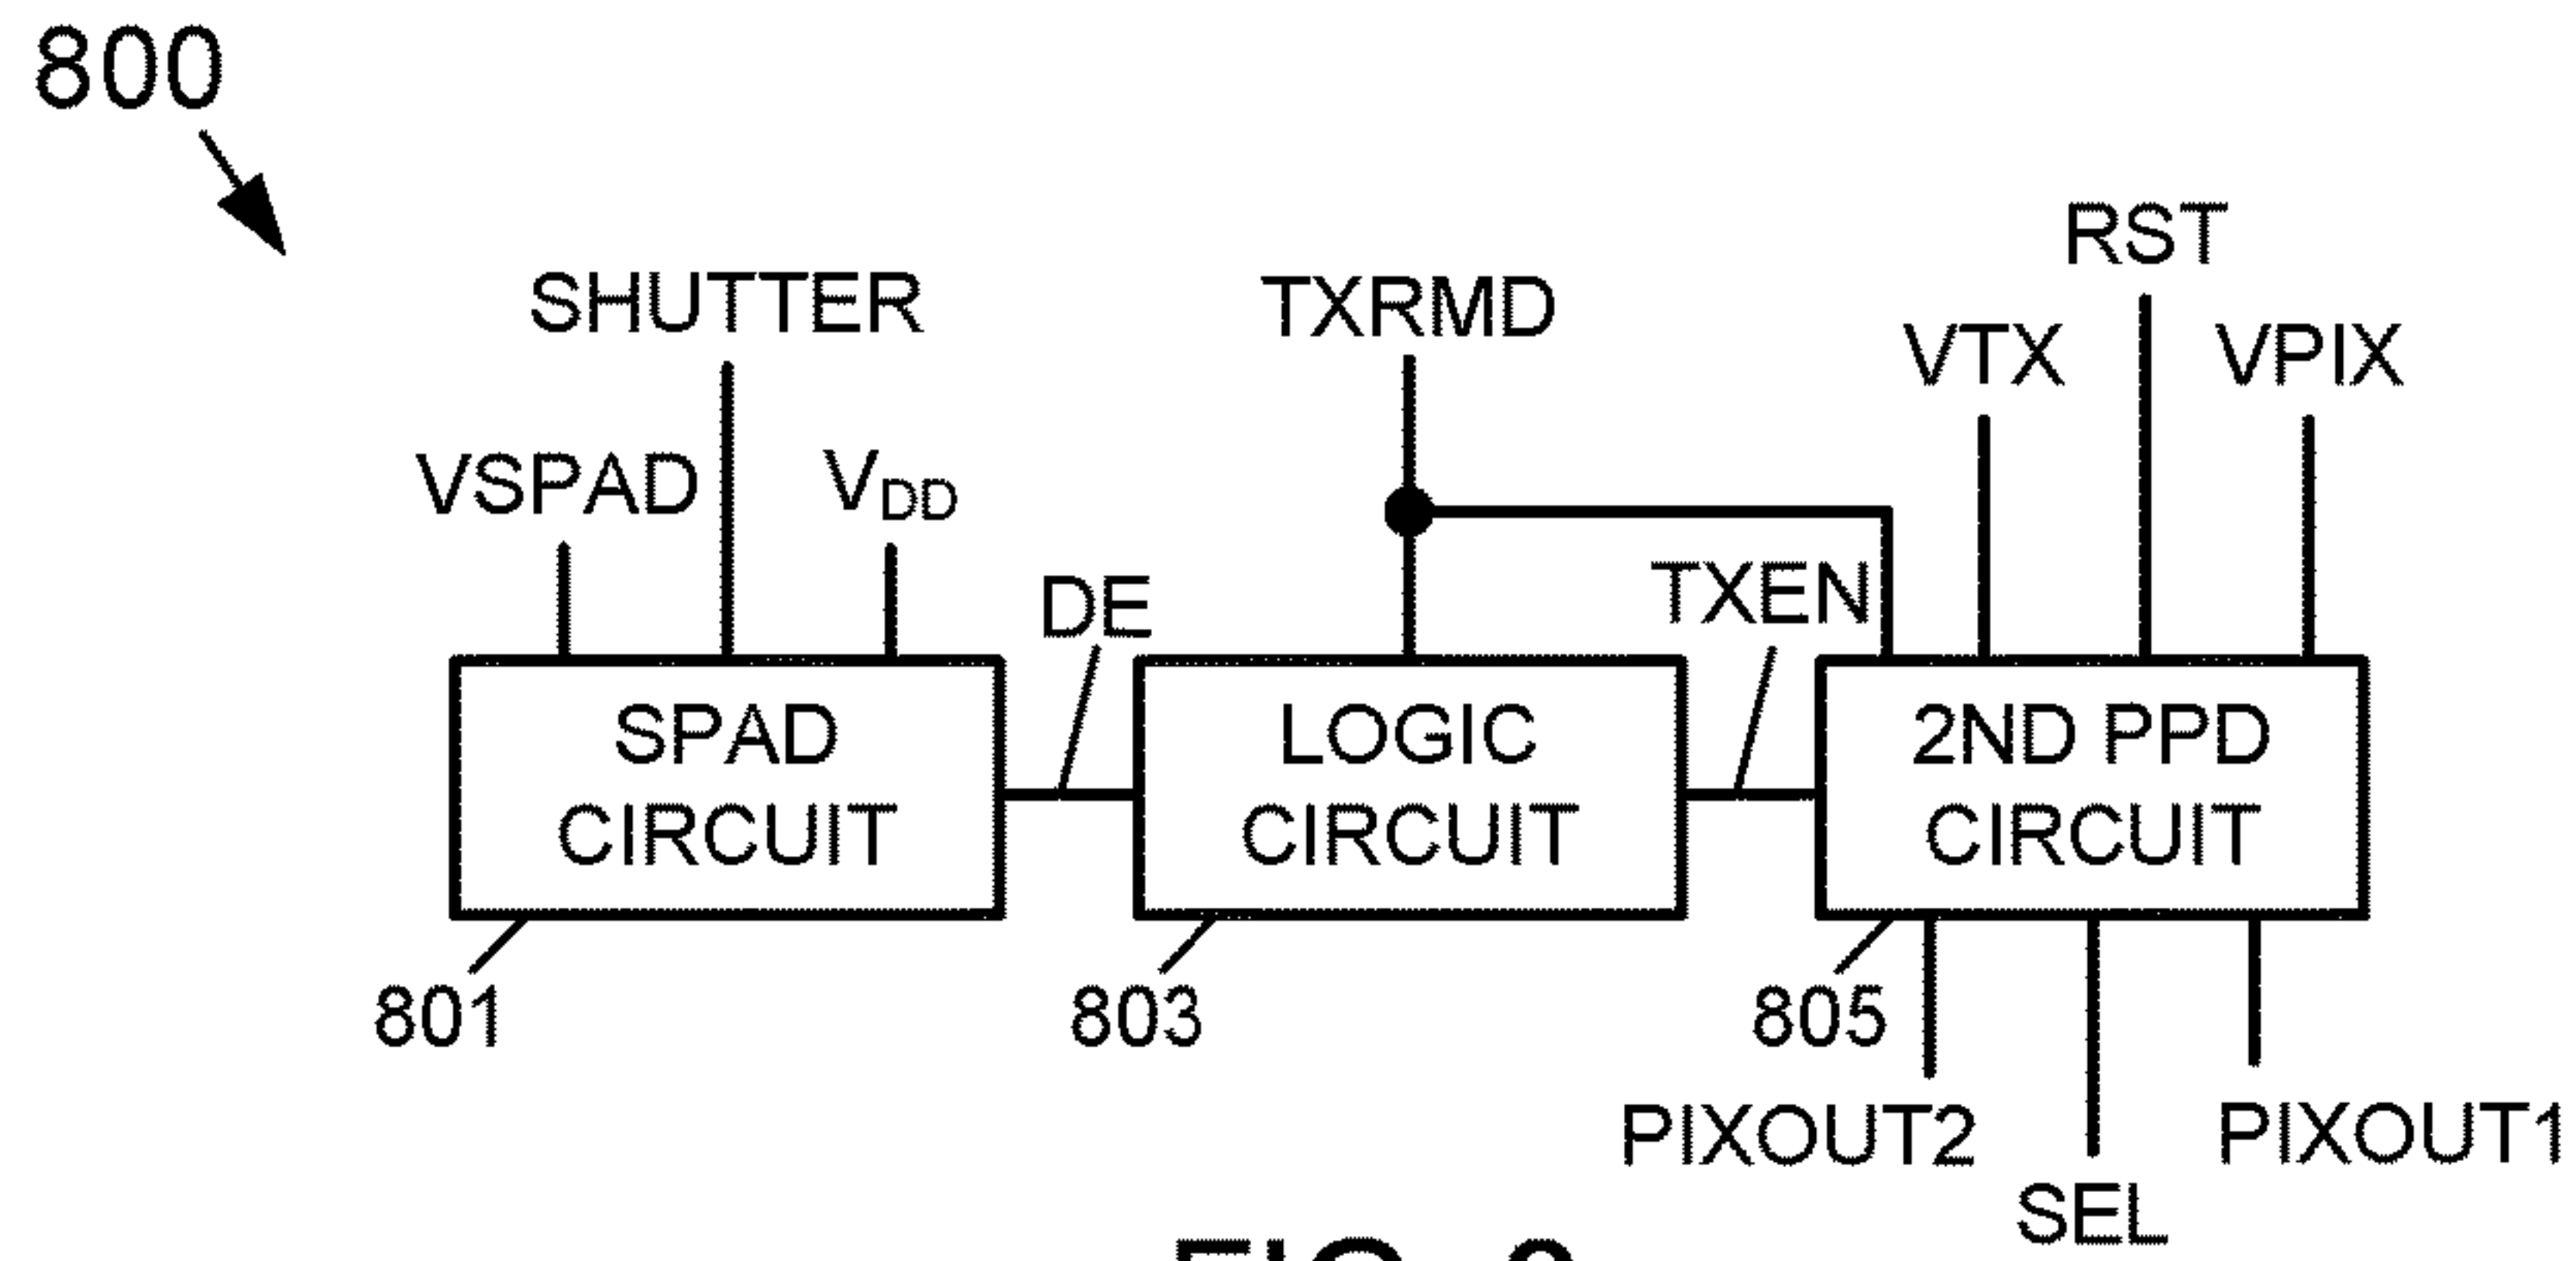 800
RST
SHUTTER
TXRMD
VTX
VPIX
VSPAD
VDD
DE
TXEN
SPAD
CIRCUIT
LOGIC
CIRCUIT
2ND PPD
CIRCUIT
801
803
805
PIXOUT2
PIXOUT1
SEL